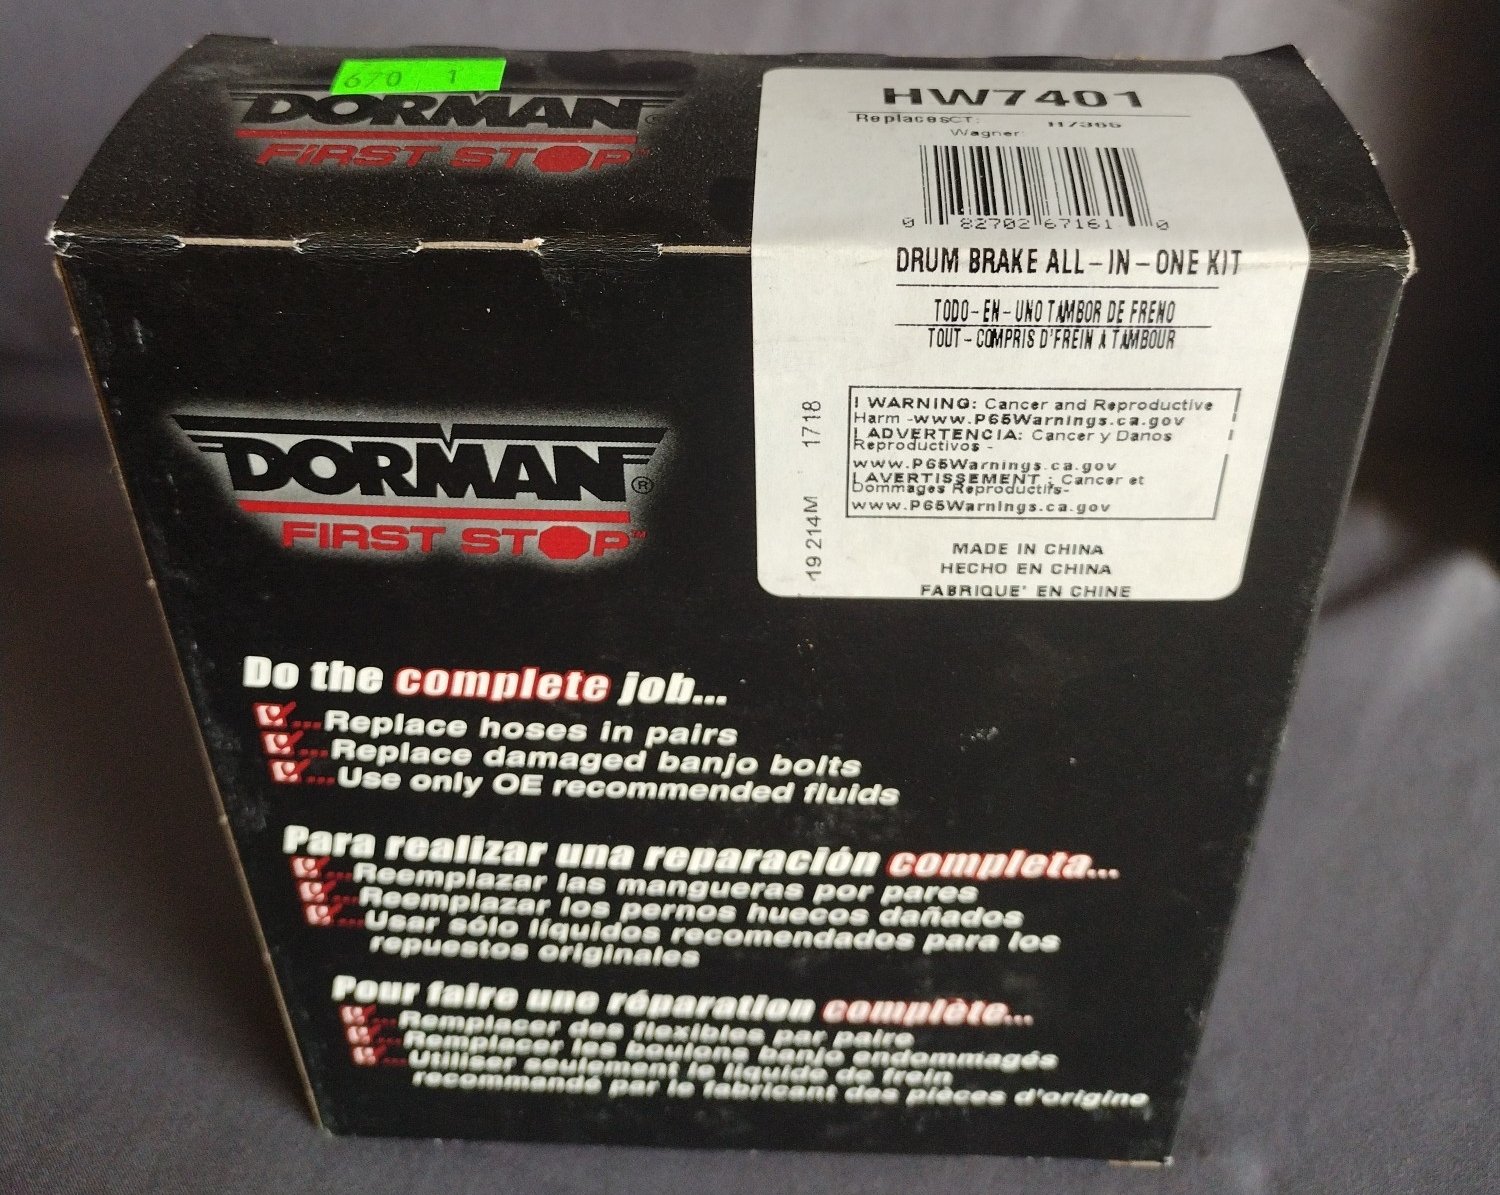 670 1
DORMAN
FIRST STOP
HW7401
Replaces CT: H7365
Wagner:
0 82702 67161 0
DRUM BRAKE ALL-IN-ONE KIT
TODO-EN-UNO TAMBOR DE FRENO
TOUT-COMPRIS D'FREIN A TAMBOUR
19 214M 1718
! WARNING: Cancer and Reproductive
Harm -www.P65Warnings.ca.gov
! ADVERTENCIA: Cancer y Danos
Reproductivos -
www.P65Warnings.ca.gov
! AVERTISSEMENT : Cancer et
Dommages Reproductifs-
www.P65Warnings.ca.gov
MADE IN CHINA
HECHO EN CHINA
FABRIQUE' EN CHINE
DORMAN®
FIRST STOP™
Do the complete job...
...Replace hoses in pairs
...Replace damaged banjo bolts
...Use only OE recommended fluids
Para realizar una reparación completa...
...Reemplazar las mangueras por pares
...Reemplazar los pernos huecos dañados
...Usar sólo líquidos recomendados para los
repuestos originales
Pour faire une réparation complète...
...Remplacer des flexibles par paire
...Remplacer les boulons banjo endommagés
...Utiliser seulement le liquide de frein
recommandé par le fabricant des pièces d'origine